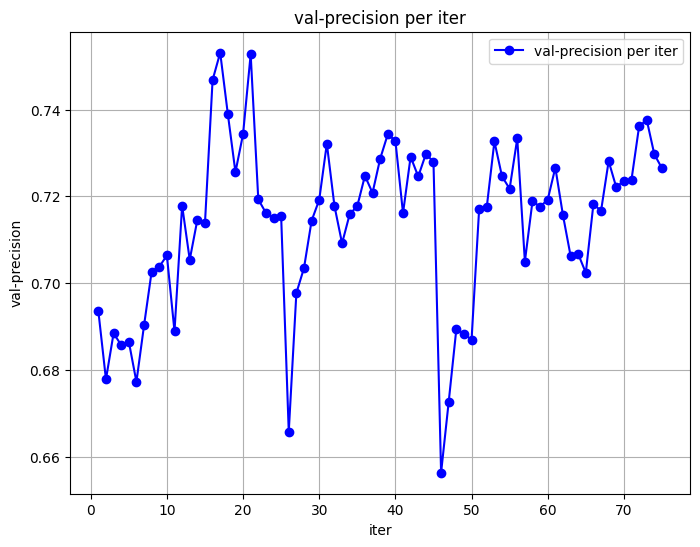 val-precision per iter
val-precision per iter
0.74
0.72
0.70
0.68
0.66
val-precision
0 10 20 30 40 50 60 70
iter